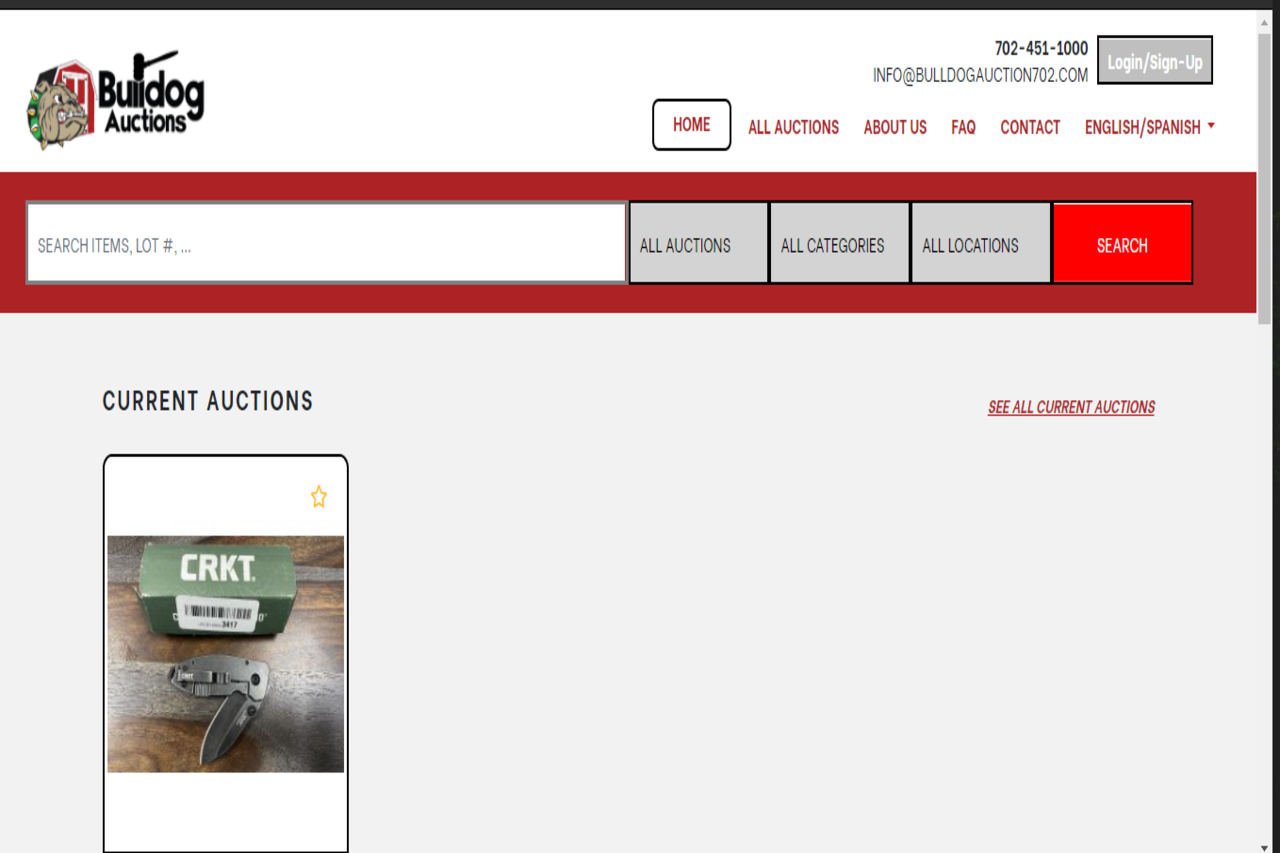 Bulldog
Auctions
702-451-1000
INFO@BULLDOGAUCTION702.COM
Login/Sign-Up
HOME
ALL AUCTIONS
ABOUT US
FAQ
CONTACT
ENGLISH/SPANISH
SEARCH ITEMS, LOT #, ...
ALL AUCTIONS
ALL CATEGORIES
ALL LOCATIONS
SEARCH
CURRENT AUCTIONS
SEE ALL CURRENT AUCTIONS
CRKT
3417
CRKT